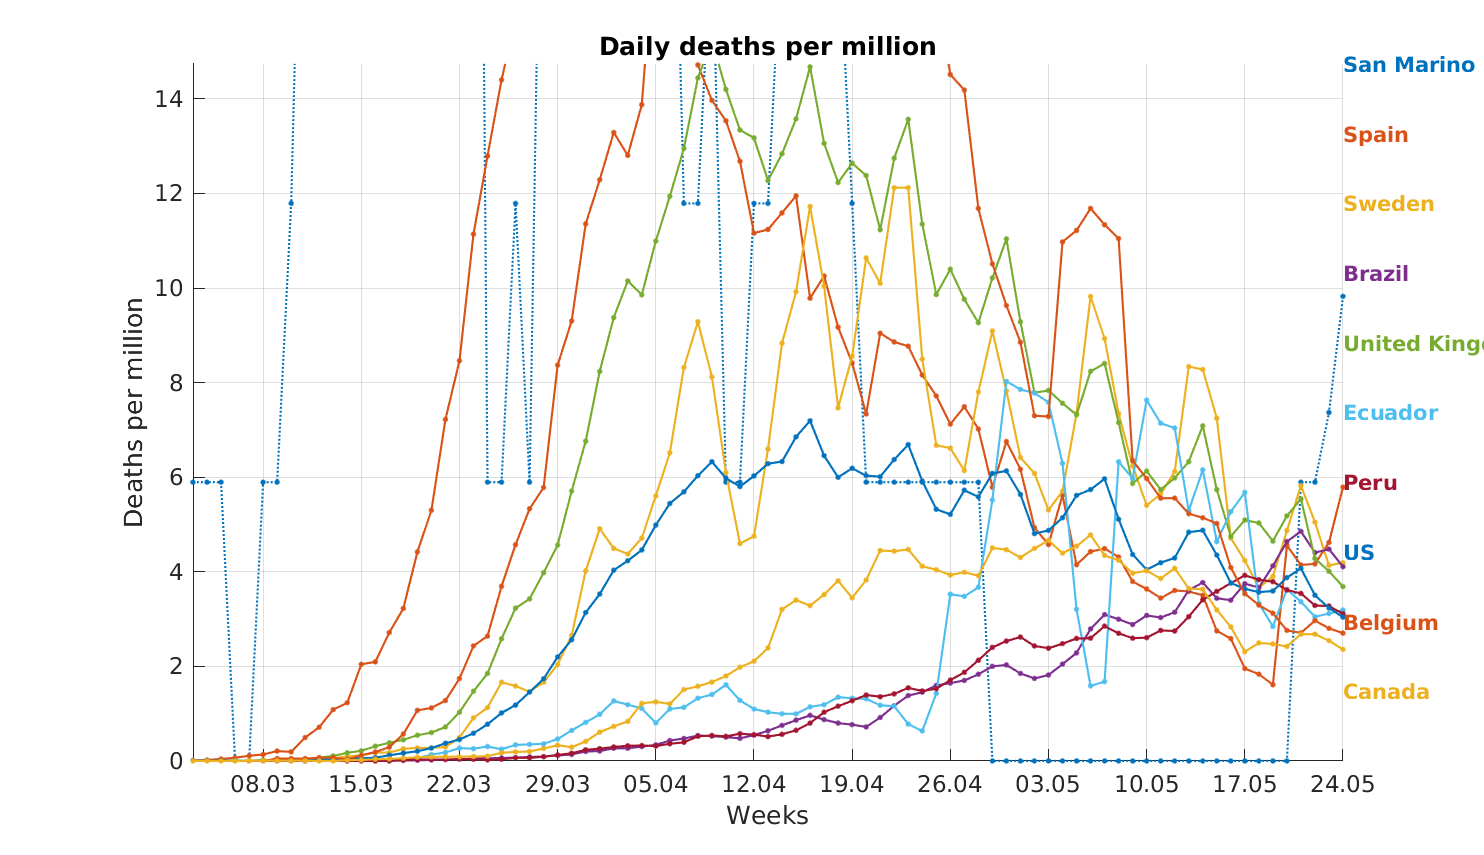 Daily deaths per million
San Marino
Spain
Sweden
Brazil
United Kingd
Ecuador
Peru
US
Belgium
Canada
Deaths per million
14
12
10
8
6
4
2
0
08.03 15.03 22.03 29.03 05.04 12.04 19.04 26.04 03.05 10.05 17.05 24.05
Weeks